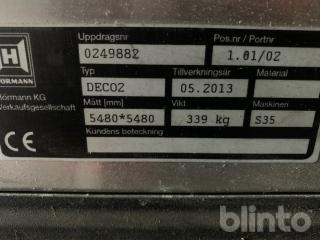 Uppdragsnr Pos.nr / Portnr
0249882 1.01/02
Typ Tillverkningsår Material
DECO2 05.2013
Hörmann KG
Verkaufsgesellschaft
Mått [mm] Vikt Maskinen
5480*5480 339 kg S35
Kundens beteckning
CE
H
HÖRMANN
blinto